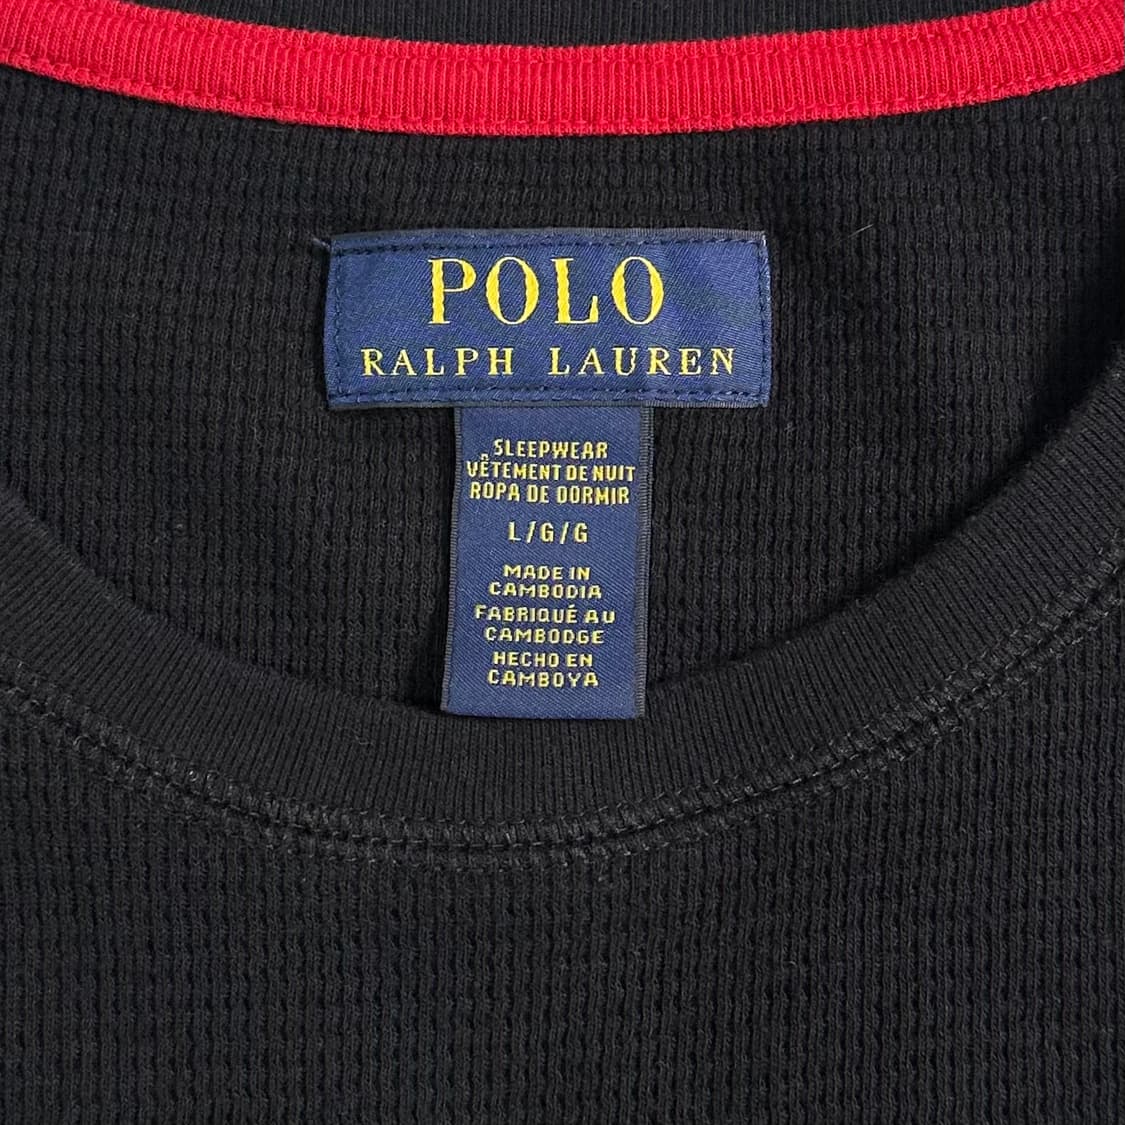 POLO
RALPH LAUREN
SLEEPWEAR
VÊTEMENT DE NUIT
ROPA DE DORMIR
L/G/G
MADE IN
CAMBODIA
FABRIQUÉ AU
CAMBODGE
HECHO EN
CAMBOYA